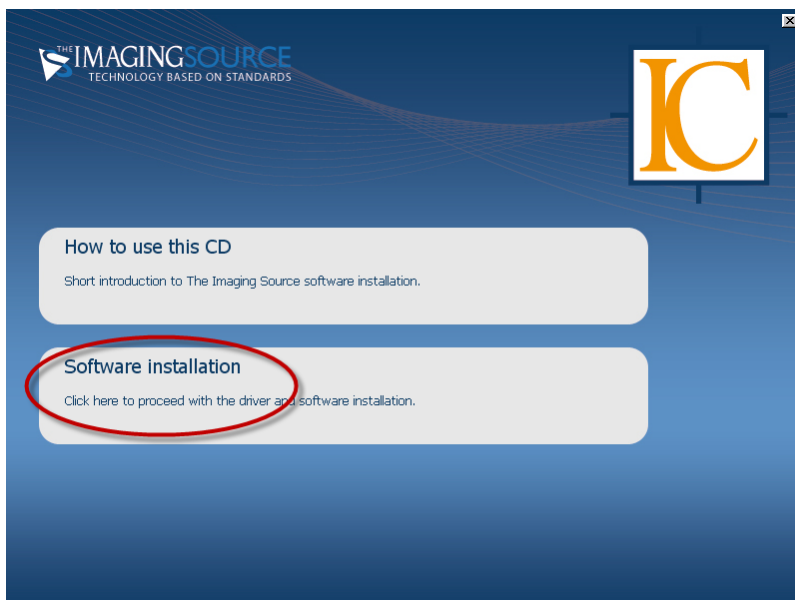 THE IMAGINGSOURCE
TECHNOLOGY BASED ON STANDARDS
IC
How to use this CD
Short introduction to The Imaging Source software installation.
Software installation
Click here to proceed with the driver and software installation.